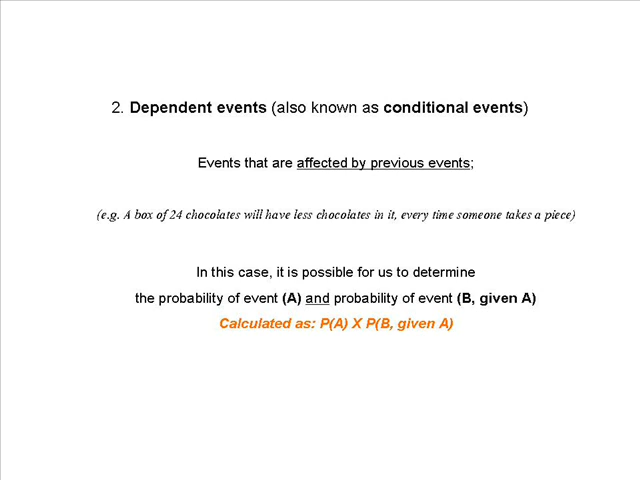 2. Dependent events (also known as conditional events)
Events that are affected by previous events;
(e.g. A box of 24 chocolates will have less chocolates in it, every time someone takes a piece)
In this case, it is possible for us to determine
the probability of event (A) and probability of event (B, given A)
Calculated as: P(A) X P(B, given A)